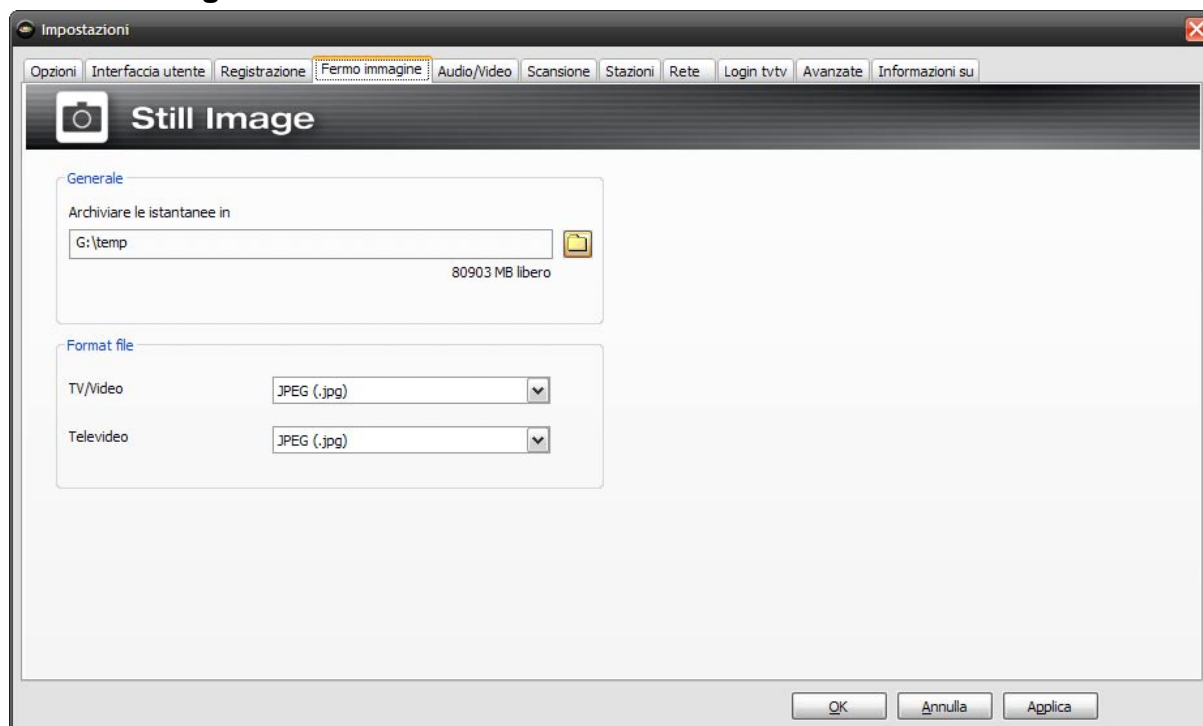 Impostazioni
Opzioni Interfaccia utente Registrazione Fermo immagine Audio/Video Scansione Stazioni Rete Login tvtv Avanzate Informazioni su
Still Image
Generale
Archiviare le istantanee in
G:\temp
80903 MB libero
Format file
TV/Video JPEG (.jpg)
Televideo JPEG (.jpg)
OK Annulla Applica